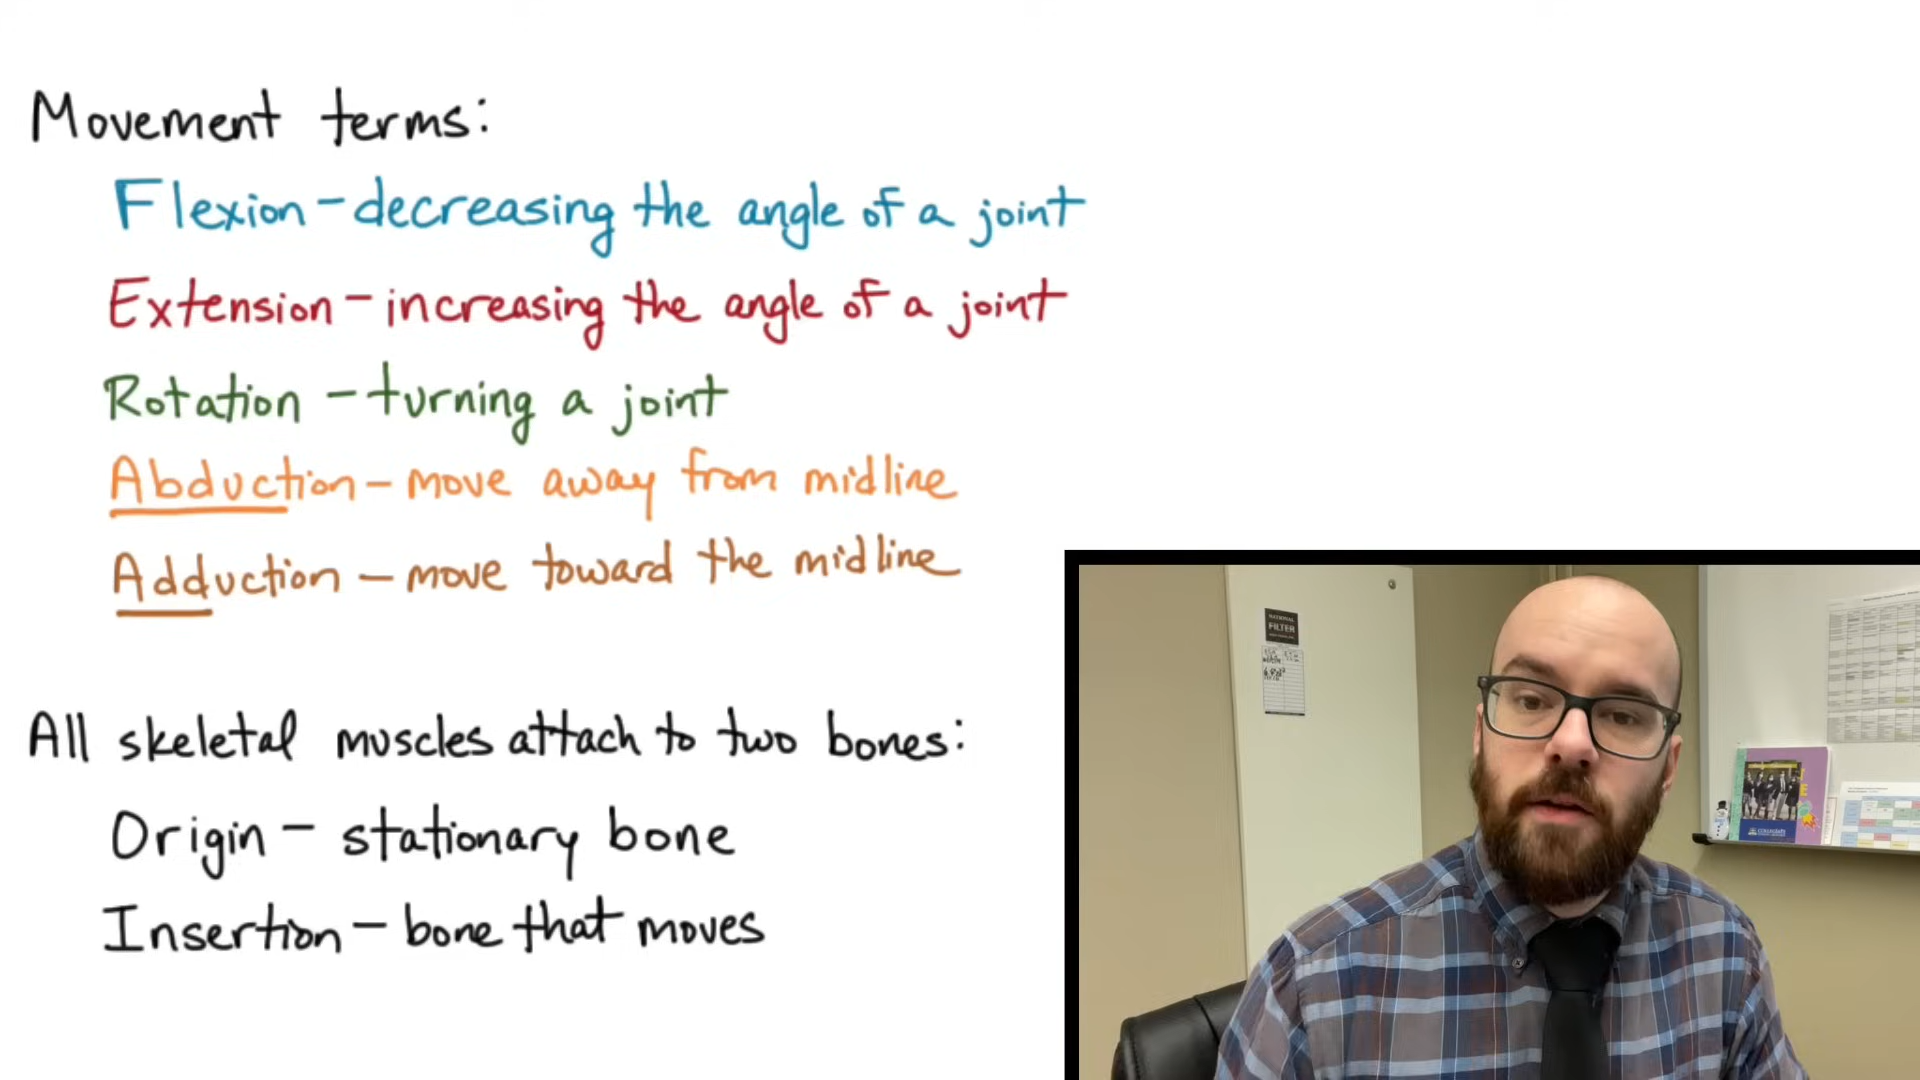 Movement terms:
Flexion - decreasing the angle of a joint
Extension - increasing the angle of a joint
Rotation - turning a joint
Abduction - move away from midline
Adduction - move toward the midline
All skeletal muscles attach to two bones:
Origin - stationary bone
Insertion - bone that moves
NATIONAL
FILTER